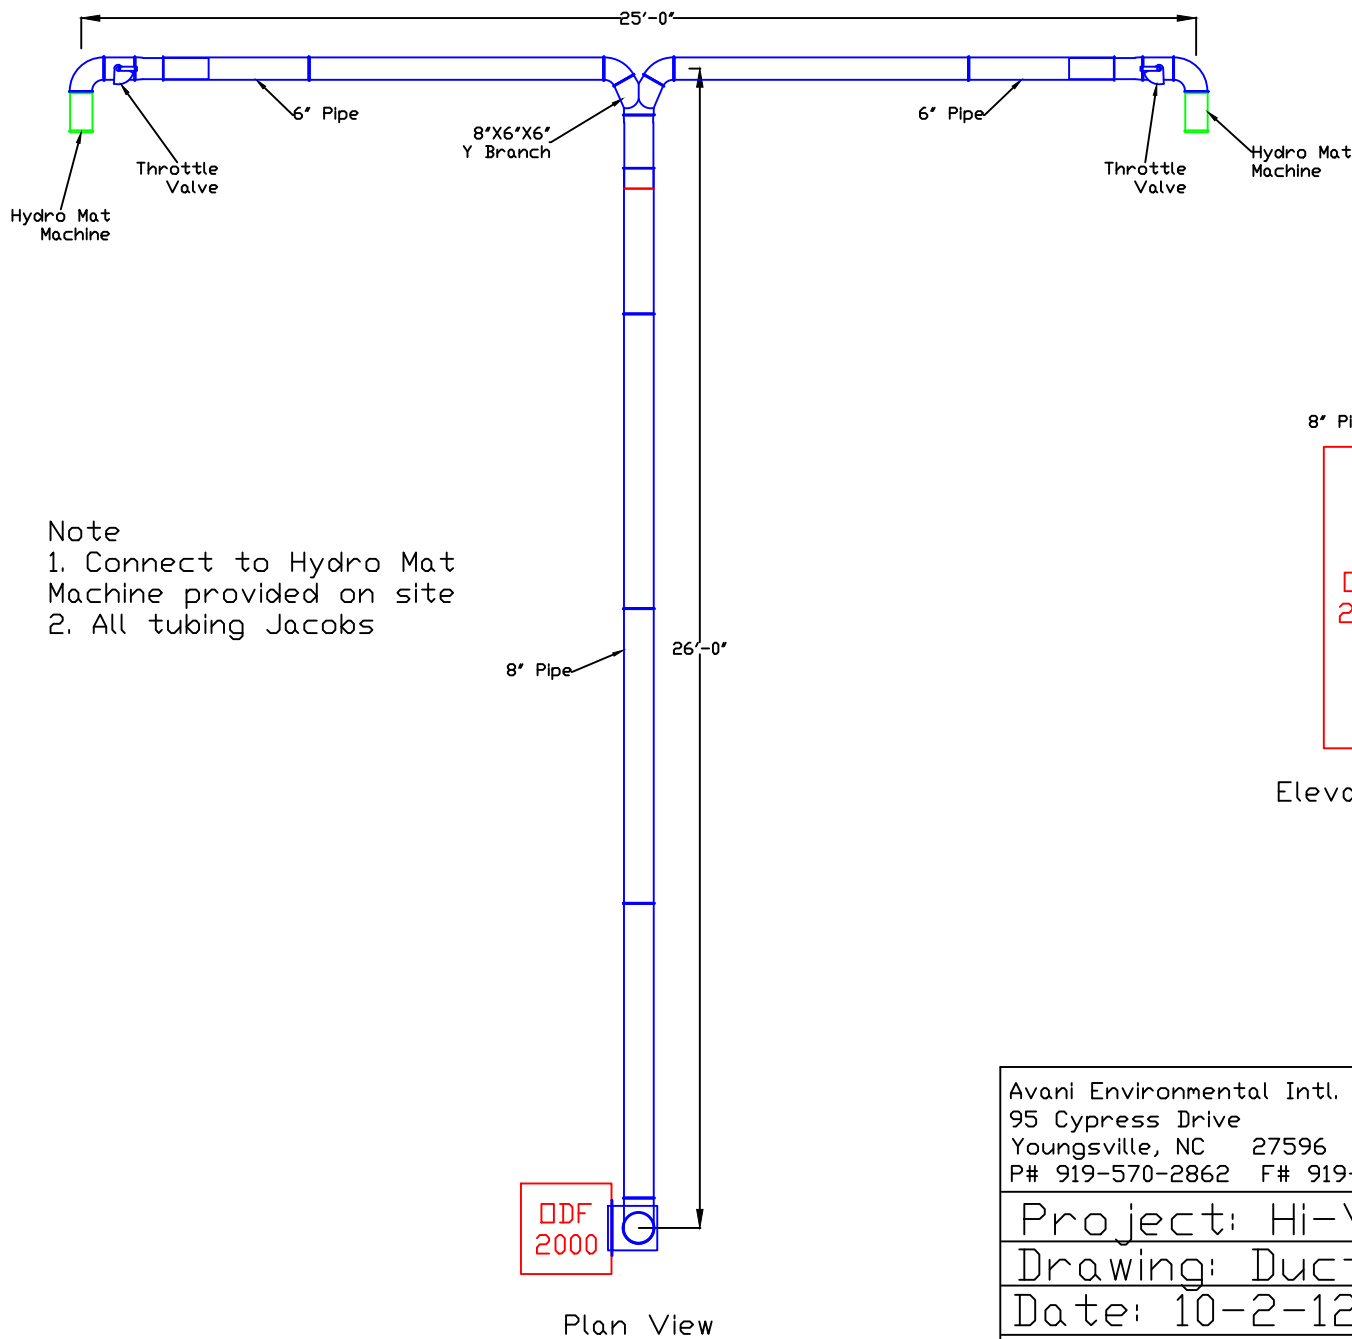 25'-0"
6" Pipe
8"X6"X6"
Y Branch
6" Pipe
Throttle
Valve
Throttle
Valve
Hydro Mat
Machine
Hydro Mat
Machine
8" Pi
Note
1. Connect to Hydro Mat
Machine provided on site
2. All tubing Jacobs
26'-0"
8" Pipe
2
Eleva
Avani Environmental Intl.
95 Cypress Drive
Youngsville, NC 27596
P# 919-570-2862 F# 919-
Project: Hi-
Drawing: Duct
Date: 10-2-12
ODF
2000
Plan View